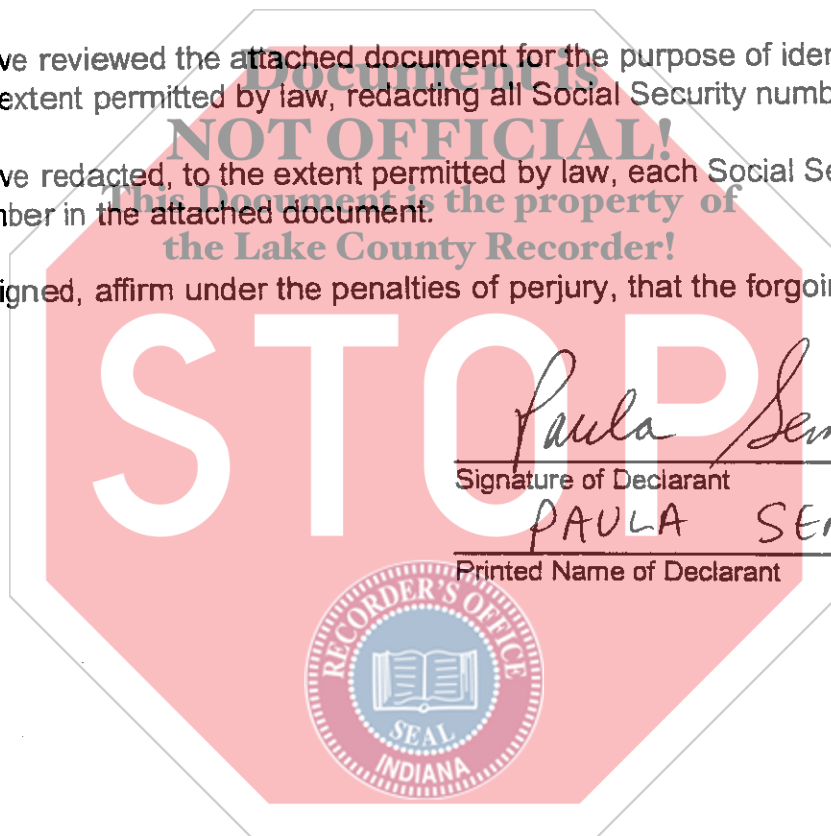 ve reviewed the attached document for the purpose of iden
Document is
extent permitted by law, redacting all Social Security numb
NOT OFFICIAL!
ve redacted, to the extent permitted by law, each Social Se
This Document is the property of
nber in the attached document.
the Lake County Recorder!
igned, affirm under the penalties of perjury, that the forgoin
STOP
Paula
Signature of Declarant
PAULA SE
Printed Name of Declarant
RECORDER'S OFFICE
SEAL
INDIANA